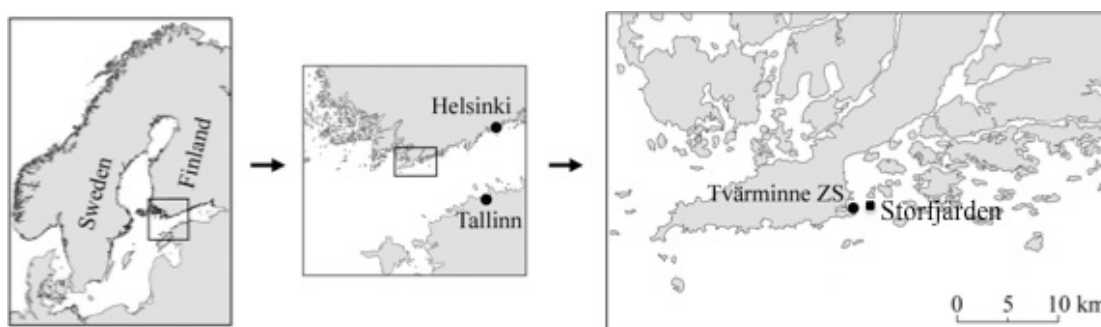 Sweden
Finland
Helsinki
Tallinn
Tvärminne ZS
Storfjärden
0 5 10 km